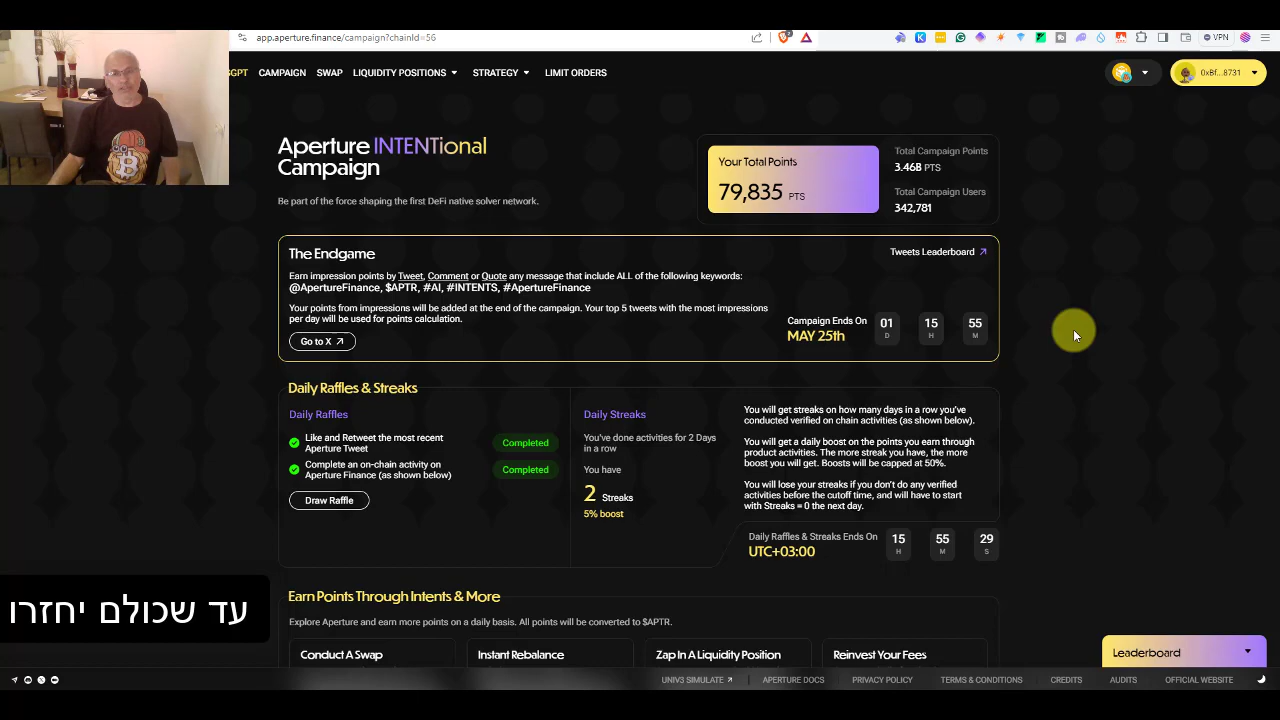 app.aperture.finance/campaign?chainId=56
VPN
GPT CAMPAIGN SWAP LIQUIDITY POSITIONS STRATEGY LIMIT ORDERS
0xBf...8731
Aperture INTENTional
Campaign
Be part of the force shaping the first DeFi native solver network.
Your Total Points
79,835 PTS
Total Campaign Points
3.46B PTS
Total Campaign Users
342,781
The Endgame
Tweets Leaderboard
Earn impression points by Tweet, Comment or Quote any message that include ALL of the following keywords:
@ApertureFinance, $APTR, #AI, #INTENTS, #ApertureFinance
Your points from impressions will be added at the end of the campaign. Your top 5 tweets with the most impressions
per day will be used for points calculation.
Go to X
Campaign Ends On
MAY 25th
01 15 55
D H M
Daily Raffles & Streaks
Daily Raffles
Like and Retweet the most recent
Aperture Tweet
Completed
Complete an on-chain activity on
Aperture Finance (as shown below)
Completed
Draw Raffle
Daily Streaks
You've done activities for 2 Days
in a row
You have
2 Streaks
5% boost
You will get streaks on how many days in a row you've
conducted verified on chain activities (as shown below).
You will get a daily boost on the points you earn through
product activities. The more streak you have, the more
boost you will get. Boosts will be capped at 50%.
You will lose your streaks if you don't do any verified
activities before the cutoff time, and will have to start
with Streaks = 0 the next day.
Daily Raffles & Streaks Ends On
UTC+03:00
15 55 29
H M S
עד שכולם יחזרו
Earn Points Through Intents & More
Explore Aperture and earn more points on a daily basis. All points will be converted to $APTR.
Conduct A Swap
Instant Rebalance
Zap In A Liquidity Position
Reinvest Your Fees
Leaderboard
UNIV3 SIMULATE APERTURE DOCS PRIVACY POLICY TERMS & CONDITIONS CREDITS AUDITS OFFICIAL WEBSITE